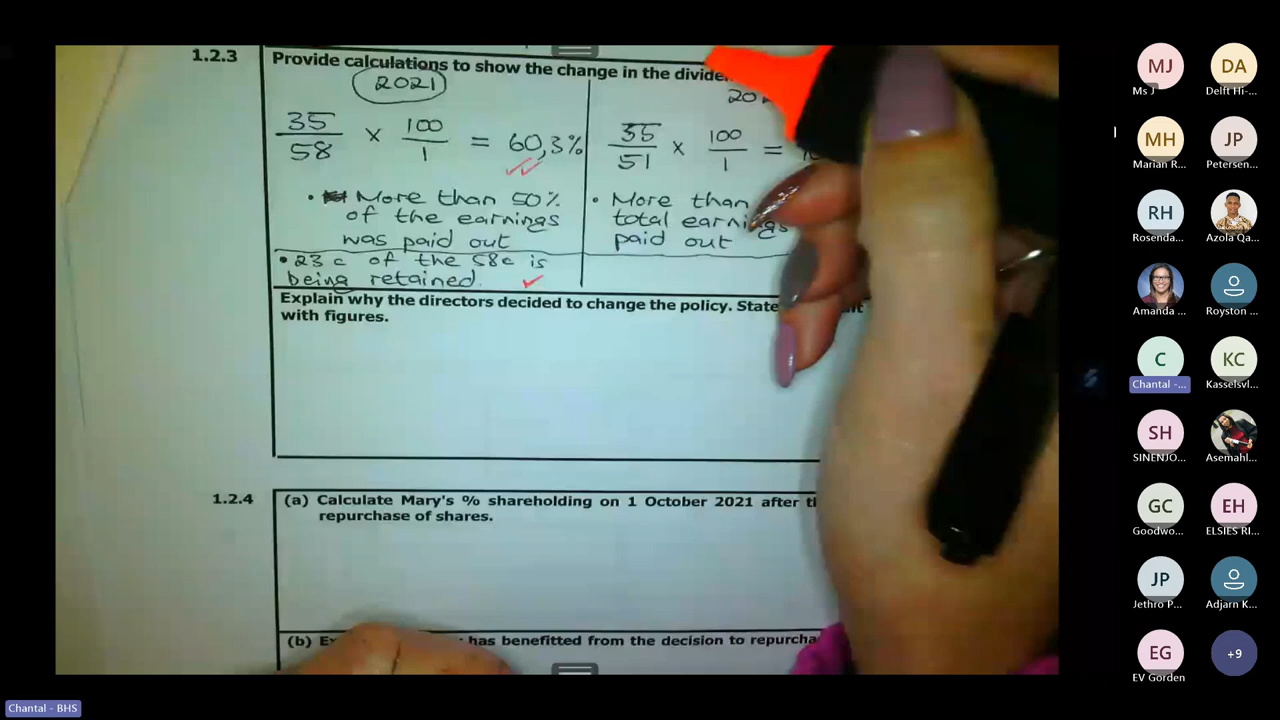 1.2.3
Provide calculations to show the change in the divide
2021
35/58 × 100/1 = 60,3%
• More than 50%
of the earnings
was paid out
• 23c of the 58c is
being retained.
35/51 × 100/1 =
• More than
total earnings
paid out
Explain why the directors decided to change the policy. State
with figures.
1.2.4
(a) Calculate Mary's % shareholding on 1 October 2021 after
repurchase of shares.
(b)
has benefitted from the decision to
MJ
Ms J
DA
Delft Hi-...
MH
Marian R...
JP
Petersen...
RH
Rosenda...
Azola Qa...
Amanda ...
Royston ...
C
Chantal -...
KC
Kasselsvl...
SH
SINENJO...
Asemahl...
GC
Goodwo...
EH
ELSIES RI...
JP
Jethro P...
Adjarn K...
EG
EV Gorden
+9
Chantal - BHS